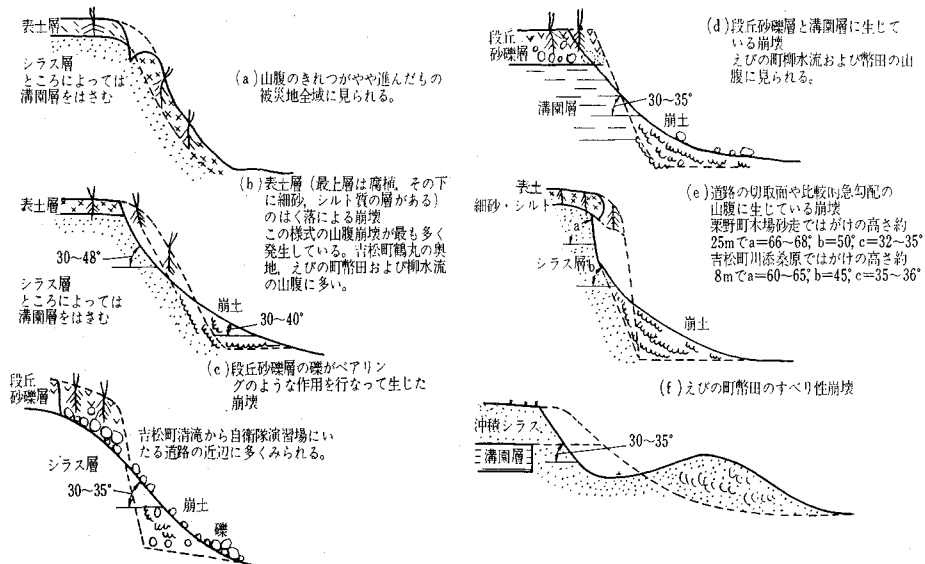 表土層
シラス層
ところによっては
溝園層をはさむ
(a) 山腹のきれつがやや進んだもの
被災地全域に見られる。
表土層
30~48°
シラス層
ところによっては
溝園層をはさむ
崩土
30~40°
(b) 表土層(最上層は腐植,その下
に細砂,シルト質の層がある)
のはく落による崩壊
この様式の山腹崩壊が最も多く
発生している。吉松町鶴丸の奥
地,えびの町幣田および柳水流
の山腹に多い。
(c) 段丘砂礫層の礫がベアリン
グのような作用を行なって生じた
崩壊
吉松町清滝から自衛隊演習場にい
たる道路の近辺に多くみられる。
段丘
砂礫層
シラス層
30~35°
崩土
礫
段丘
砂礫層
溝園層
30~35°
崩土
(d) 段丘砂礫層と溝園層に生じて
いる崩壊
えびの町柳水流および幣田の山
腹に見られる。
表土
細砂・シルト
a
シラス層
b
崩土
(e) 道路の切取面や比較的急勾配の
山腹に生じている崩壊
栗野町木場砂走ではがけの高さ約
25mでa=66~68°, b=50°, c=32~35°
吉松町川添桑原ではがけの高さ約
8mでa=60~65°, b=45°, c=35~36°
(f) えびの町幣田のすべり性崩壊
沖積シラス
溝園層
30~35°